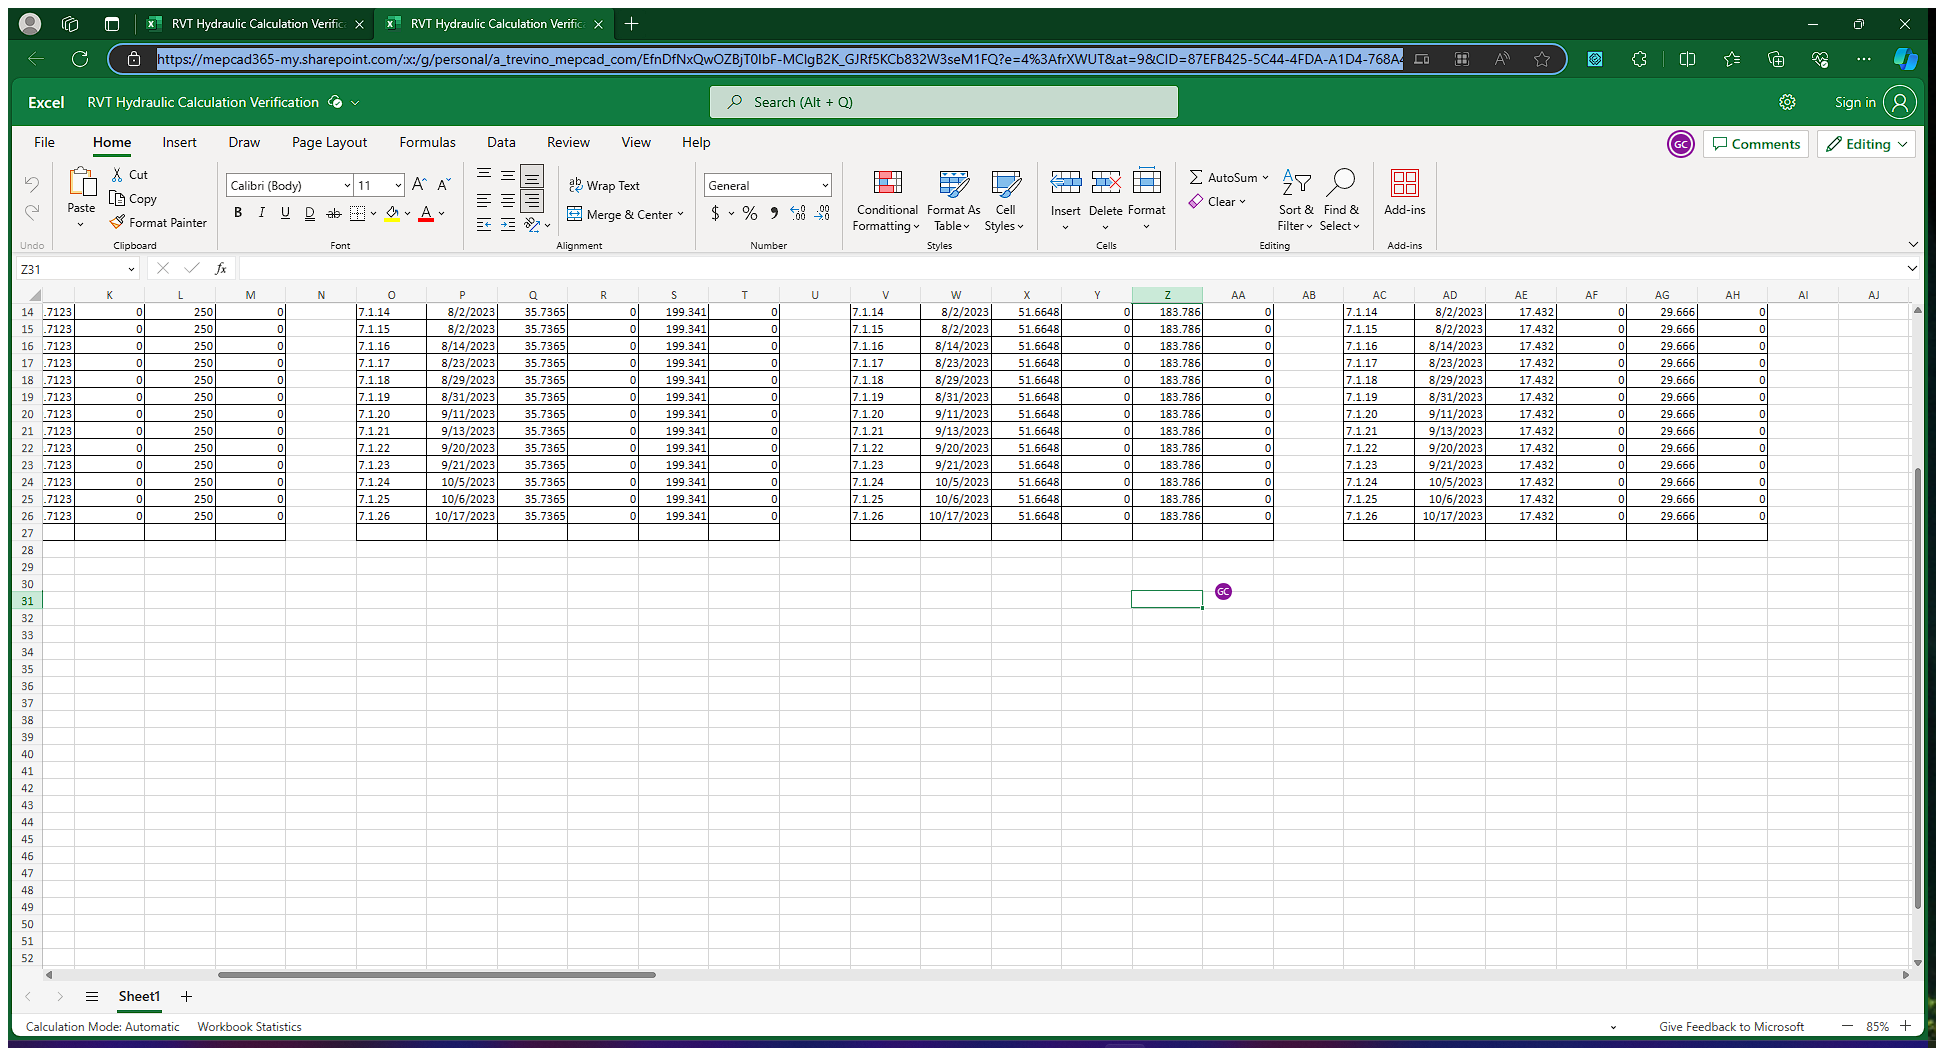 RVT Hydraulic Calculation Verific
RVT Hydraulic Calculation Verific
https://mepcad365-my.sharepoint.com/:x:/g/personal/a_trevino_mepcad_com/EfnDfNxQwOZBjT0IbF-MCIgB2K_GJRf5KCb832W3seM1FQ?e=4%3AfrXWUT&at=9&CID=87EFB425-5C44-4FDA-A1D4-768A4
Excel RVT Hydraulic Calculation Verification Search (Alt + Q) Sign in
File Home Insert Draw Page Layout Formulas Data Review View Help GC Comments Editing
Paste Cut Copy Format Painter
Calibri (Body) 11
B I U D ab A
ab Wrap Text
Merge & Center
General
$ % 9 .00 .00
Conditional Formatting Format As Table Cell Styles
Insert Delete Format
AutoSum Clear
Sort & Filter Find & Select
Add-ins
Undo Clipboard Font Alignment Number Styles Cells Editing Add-ins
Z31 fx
K L M N O P Q R S T U V W X Y Z AA AB AC AD AE AF AG AH AI AJ
14 .7123 0 250 0 7.1.14 8/2/2023 35.7365 0 199.341 0 7.1.14 8/2/2023 51.6648 0 183.786 0 7.1.14 8/2/2023 17.432 0 29.666 0
15 .7123 0 250 0 7.1.15 8/2/2023 35.7365 0 199.341 0 7.1.15 8/2/2023 51.6648 0 183.786 0 7.1.15 8/2/2023 17.432 0 29.666 0
16 .7123 0 250 0 7.1.16 8/14/2023 35.7365 0 199.341 0 7.1.16 8/14/2023 51.6648 0 183.786 0 7.1.16 8/14/2023 17.432 0 29.666 0
17 .7123 0 250 0 7.1.17 8/23/2023 35.7365 0 199.341 0 7.1.17 8/23/2023 51.6648 0 183.786 0 7.1.17 8/23/2023 17.432 0 29.666 0
18 .7123 0 250 0 7.1.18 8/29/2023 35.7365 0 199.341 0 7.1.18 8/29/2023 51.6648 0 183.786 0 7.1.18 8/29/2023 17.432 0 29.666 0
19 .7123 0 250 0 7.1.19 8/31/2023 35.7365 0 199.341 0 7.1.19 8/31/2023 51.6648 0 183.786 0 7.1.19 8/31/2023 17.432 0 29.666 0
20 .7123 0 250 0 7.1.20 9/11/2023 35.7365 0 199.341 0 7.1.20 9/11/2023 51.6648 0 183.786 0 7.1.20 9/11/2023 17.432 0 29.666 0
21 .7123 0 250 0 7.1.21 9/13/2023 35.7365 0 199.341 0 7.1.21 9/13/2023 51.6648 0 183.786 0 7.1.21 9/13/2023 17.432 0 29.666 0
22 .7123 0 250 0 7.1.22 9/20/2023 35.7365 0 199.341 0 7.1.22 9/20/2023 51.6648 0 183.786 0 7.1.22 9/20/2023 17.432 0 29.666 0
23 .7123 0 250 0 7.1.23 9/21/2023 35.7365 0 199.341 0 7.1.23 9/21/2023 51.6648 0 183.786 0 7.1.23 9/21/2023 17.432 0 29.666 0
24 .7123 0 250 0 7.1.24 10/5/2023 35.7365 0 199.341 0 7.1.24 10/5/2023 51.6648 0 183.786 0 7.1.24 10/5/2023 17.432 0 29.666 0
25 .7123 0 250 0 7.1.25 10/6/2023 35.7365 0 199.341 0 7.1.25 10/6/2023 51.6648 0 183.786 0 7.1.25 10/6/2023 17.432 0 29.666 0
26 .7123 0 250 0 7.1.26 10/17/2023 35.7365 0 199.341 0 7.1.26 10/17/2023 51.6648 0 183.786 0 7.1.26 10/17/2023 17.432 0 29.666 0
27
28
29
30
31 GC
32
33
34
35
36
37
38
39
40
41
42
43
44
45
46
47
48
49
50
51
52
Sheet1
Calculation Mode: Automatic Workbook Statistics Give Feedback to Microsoft 85%